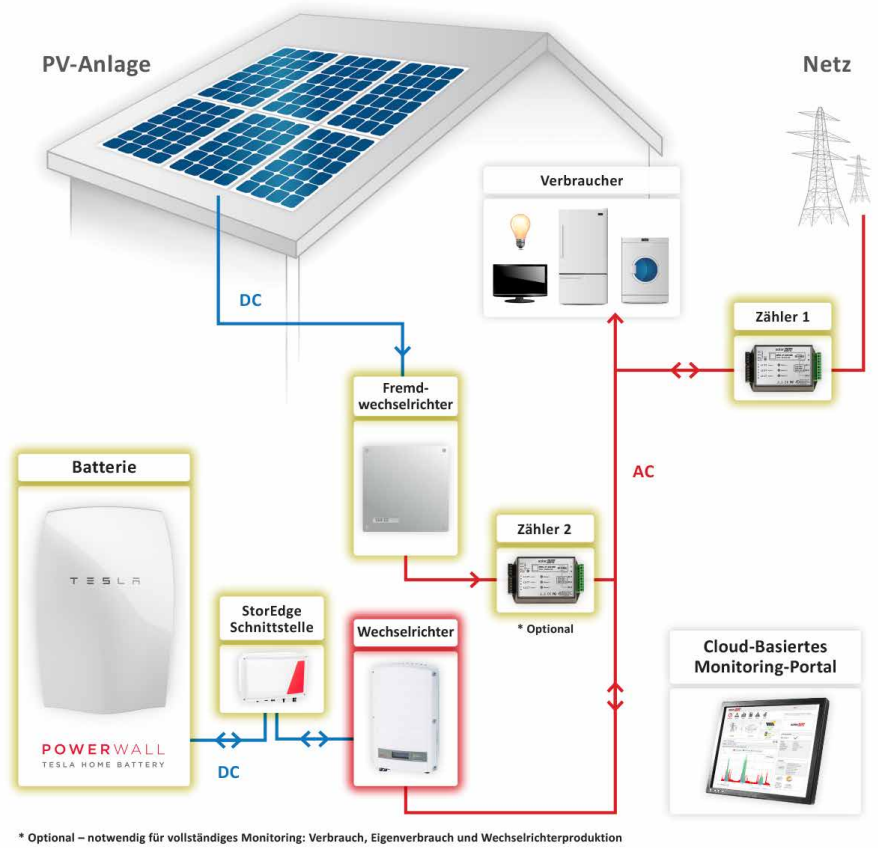 PV-Anlage
Netz
Verbraucher
DC
Zähler 1
Fremd-
wechselrichter
Batterie
AC
Zähler 2
TESLA
StorEdge
Schnittstelle
Wechselrichter
* Optional
Cloud-Basiertes
Monitoring-Portal
POWERWALL
TESLA HOME BATTERY
DC
* Optional – notwendig für vollständiges Monitoring: Verbrauch, Eigenverbrauch und Wechselrichterproduktion